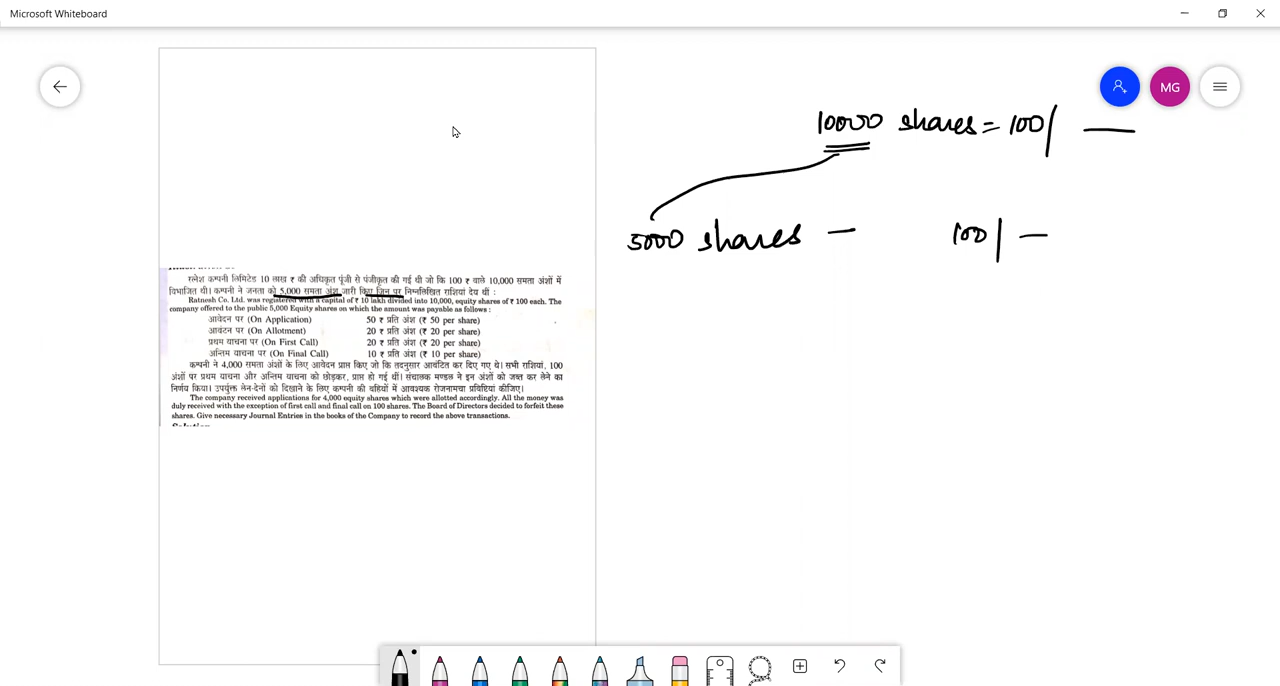 Microsoft Whiteboard
MG
10000 shares = 100/
5000 shares - 100/ -
रत्नेश कम्पनी लिमिटेड 10 लाख ₹ की अधिकृत पूंजी से पंजीकृत की गई थी जो कि 100 ₹ वाले 10,000 समता अंशों में
विभाजित थी। कम्पनी ने जनता को 5,000 समता अंश जारी किए जिन पर निम्नलिखित राशियां देय थीं :
Ratnesh Co. Ltd. was registered with a capital of ₹ 10 lakh divided into 10,000, equity shares of ₹ 100 each. The
company offered to the public 5,000 Equity shares on which the amount was payable as follows :
आवेदन पर (On Application) 50 ₹ प्रति अंश (₹ 50 per share)
आवंटन पर (On Allotment) 20 ₹ प्रति अंश (₹ 20 per share)
प्रथम याचना पर (On First Call) 20 ₹ प्रति अंश (₹ 20 per share)
अन्तिम याचना पर (On Final Call) 10 ₹ प्रति अंश (₹ 10 per share)
कम्पनी ने 4,000 समता अंशों के लिए आवेदन प्राप्त किए जो कि तदनुसार आवंटित कर दिए गए थे। सभी राशियां, 100
अंशों पर प्रथम याचना और अन्तिम याचना को छोड़कर, प्राप्त हो गई थीं। संचालक मण्डल ने इन अंशों को जब्त कर लेने का
निर्णय किया। उपर्युक्त लेन-देनों को दिखाने के लिए कम्पनी की बहियों में आवश्यक रोजनामचा प्रविष्टियां कीजिए।
The company received applications for 4,000 equity shares which were allotted accordingly. All the money was
duly received with the exception of first call and final call on 100 shares. The Board of Directors decided to forfeit these
shares. Give necessary Journal Entries in the books of the Company to record the above transactions.